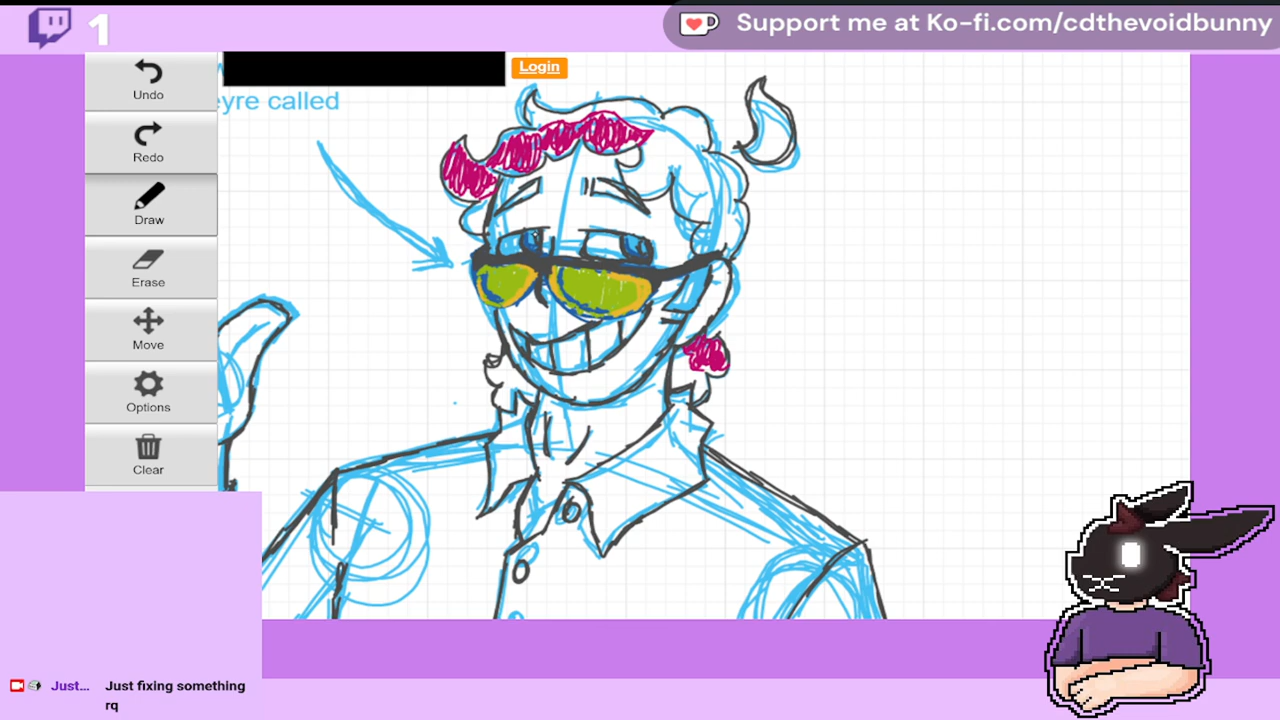 1
Support me at Ko-fi.com/cdthevoidbunny
Login
eyre called
Undo
Redo
Draw
Erase
Move
Options
Clear
Just... Just fixing something
rq